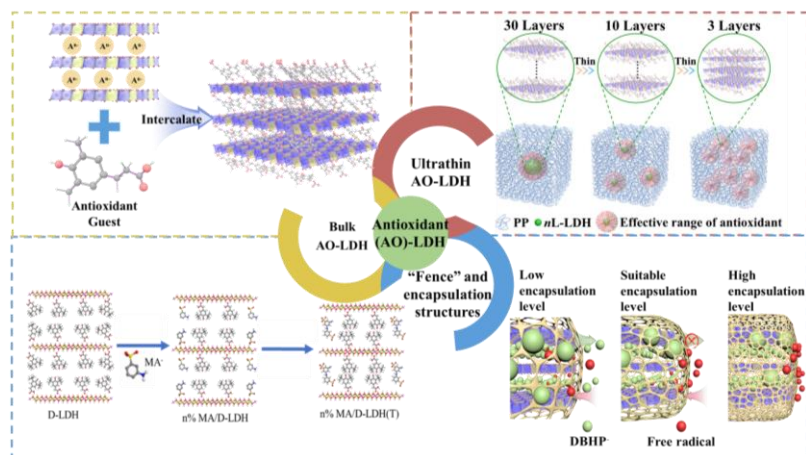 A⁻ A⁻ A⁻
A⁻ A⁻ A⁻
Intercalate
Antioxidant
Guest
30 Layers
10 Layers
3 Layers
Thin
Thin
PP
nL-LDH
Effective range of antioxidant
Ultrathin
AO-LDH
Bulk
AO-LDH
Antioxidant
(AO)-LDH
“Fence” and
encapsulation
structures
D-LDH
MA⁻
n% MA/D-LDH
n% MA/D-LDH(T)
Low
encapsulation
level
Suitable
encapsulation
level
High
encapsulation
level
DBHP⁻
Free radical